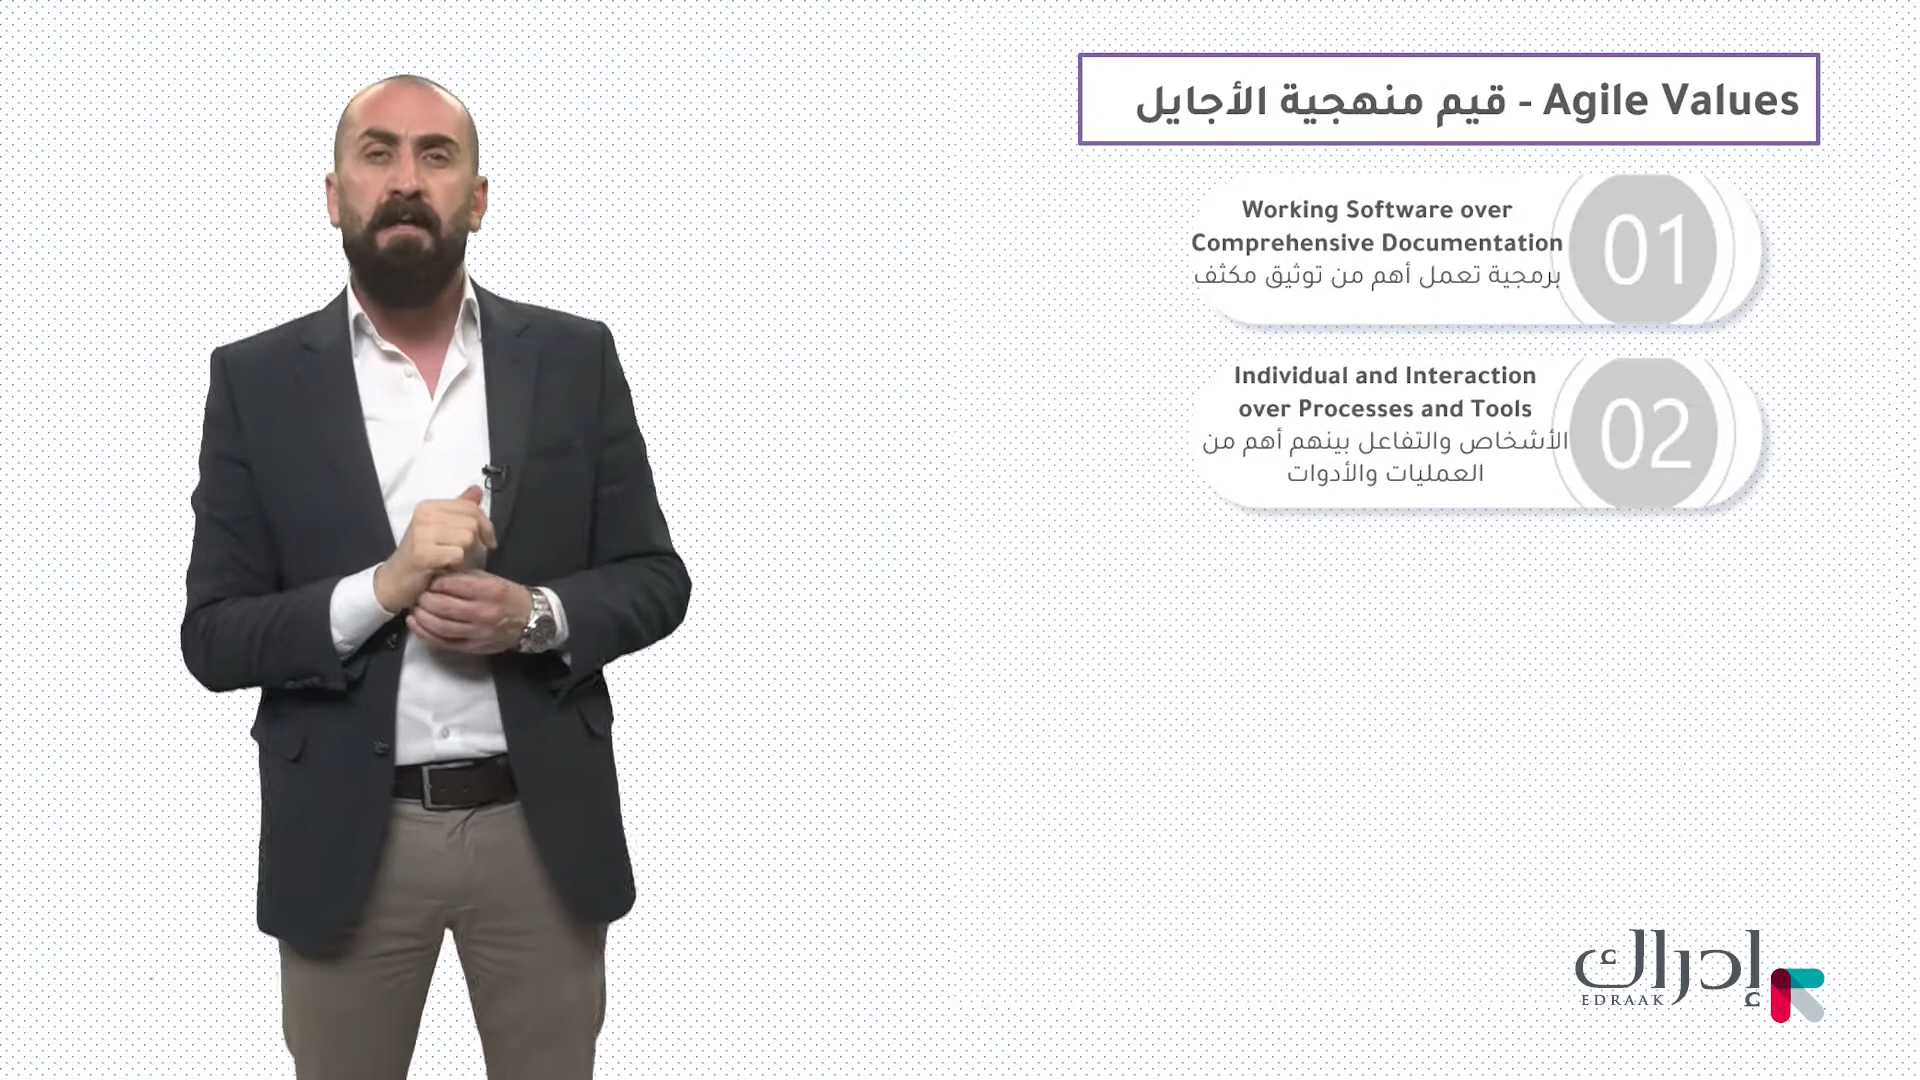 Agile Values - قيم منهجية الأجايل
01
Working Software over
Comprehensive Documentation
برمجية تعمل أهم من توثيق مكثف
02
Individual and Interaction
over Processes and Tools
الأشخاص والتفاعل بينهم أهم من
العمليات والأدوات
إدراك
EDRAAK